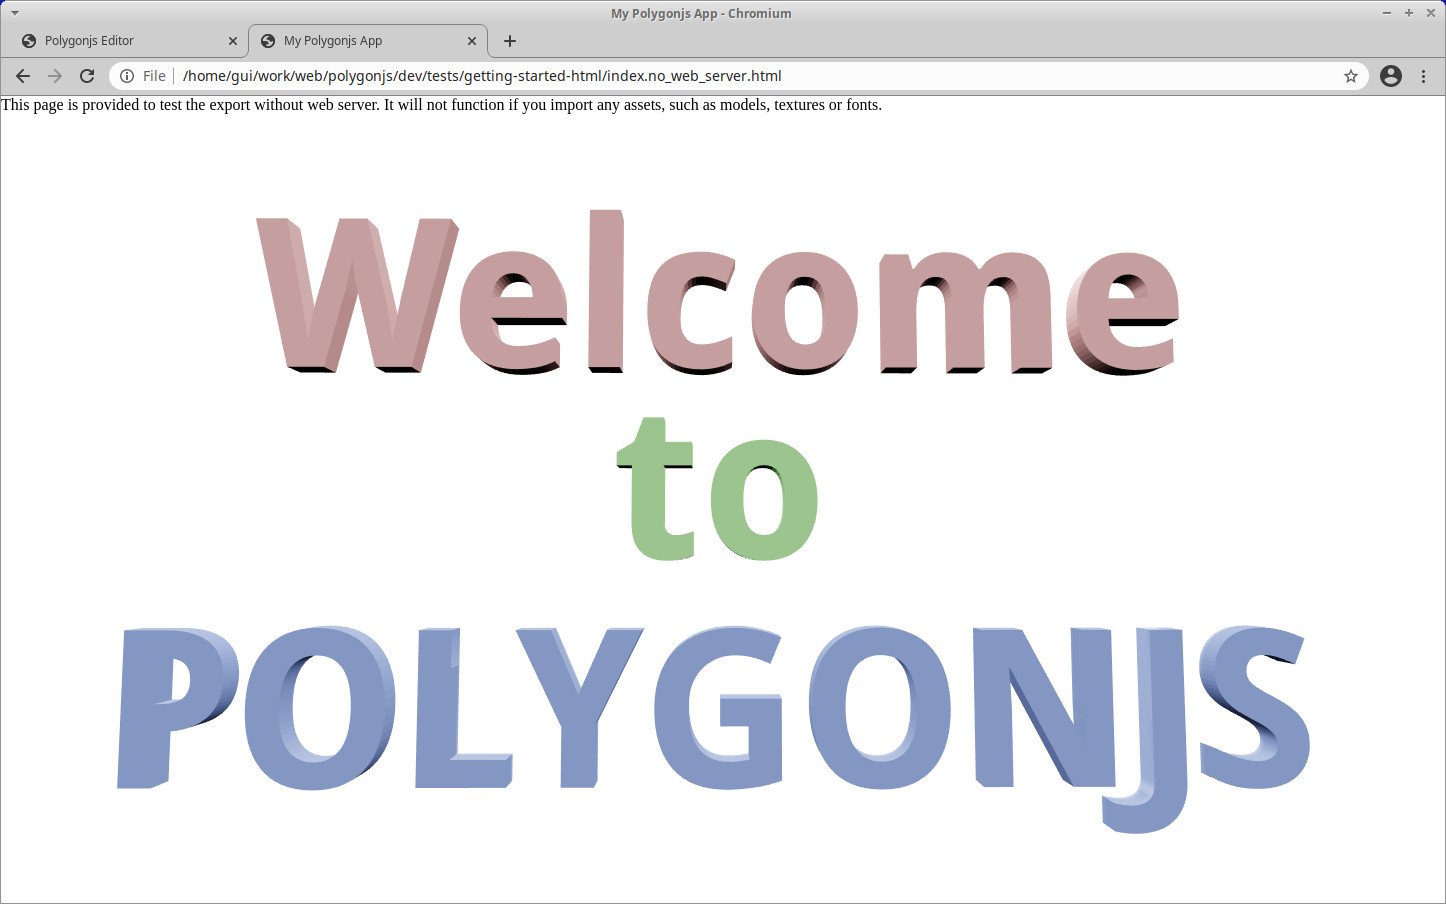 My Polygonjs App - Chromium
Polygonjs Editor
My Polygonjs App
File
/home/gui/work/web/polygonjs/dev/tests/getting-started-html/index.no_web_server.html
This page is provided to test the export without web server. It will not function if you import any assets, such as models, textures or fonts.
Welcome
to
POLYGONJS